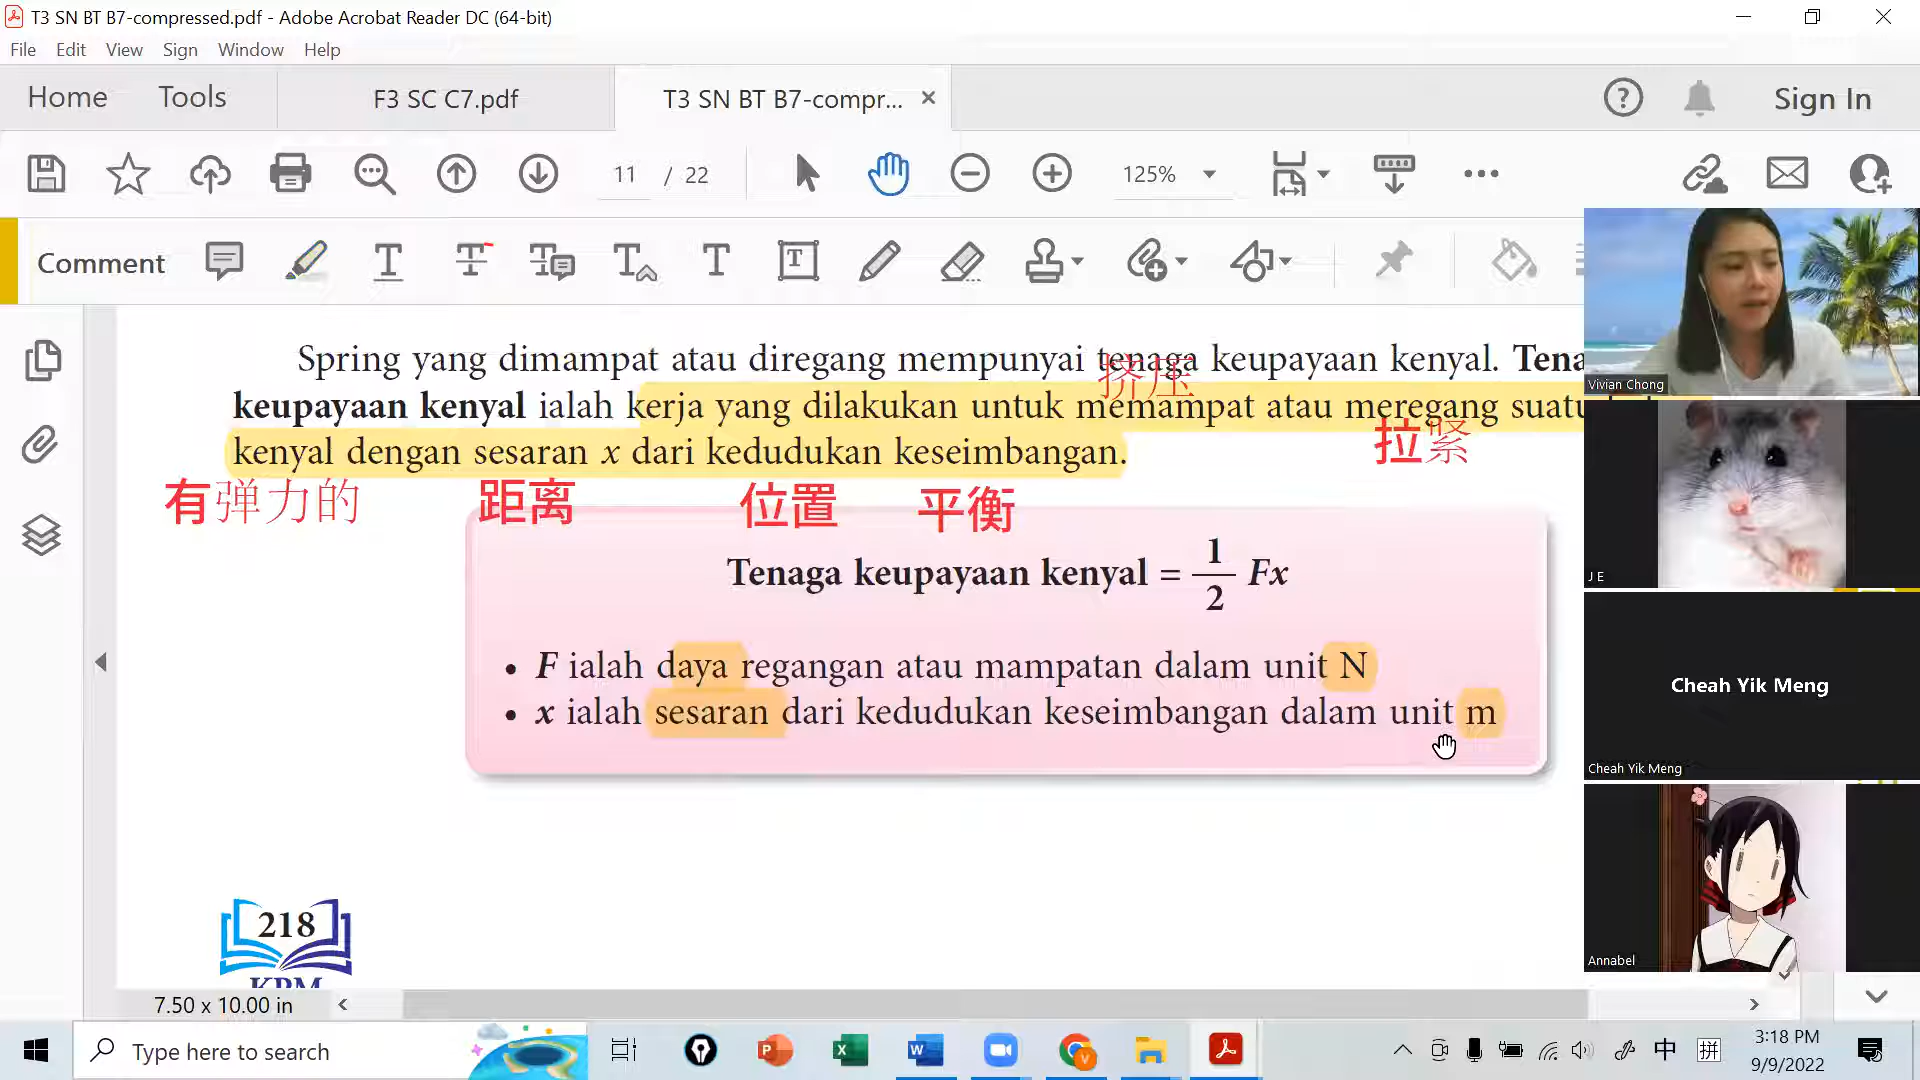 T3 SN BT B7-compressed.pdf - Adobe Acrobat Reader DC (64-bit)
File Edit View Sign Window Help
Home Tools F3 SC C7.pdf T3 SN BT B7-compr... Sign In
11 / 22 125%
Comment
Spring yang dimampat atau diregang mempunyai tenaga keupayaan kenyal. Tena
挤压
keupayaan kenyal ialah kerja yang dilakukan untuk memampat atau meregang suatu
拉紧
kenyal dengan sesaran x dari kedudukan keseimbangan.
有弹力的 距离 位置 平衡
Tenaga keupayaan kenyal = 1/2 Fx
• F ialah daya regangan atau mampatan dalam unit N
• x ialah sesaran dari kedudukan keseimbangan dalam unit m
218
KPM
7.50 x 10.00 in
Vivian Chong
J E
Cheah Yik Meng
Cheah Yik Meng
Annabel
Type here to search
中 拼
3:18 PM
9/9/2022